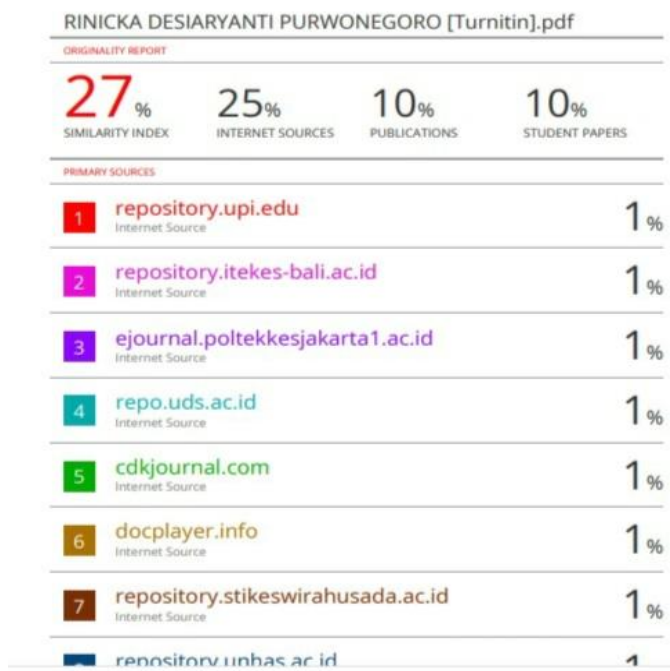 RINICKA DESIARYANTI PURWONEGORO [Turnitin].pdf
ORIGINALITY REPORT
27% 25% 10% 10%
SIMILARITY INDEX INTERNET SOURCES PUBLICATIONS STUDENT PAPERS
PRIMARY SOURCES
1 repository.upi.edu 1%
Internet Source
2 repository.itekes-bali.ac.id 1%
Internet Source
3 ejournal.poltekkesjakarta1.ac.id 1%
Internet Source
4 repo.uds.ac.id 1%
Internet Source
5 cdkjournal.com 1%
Internet Source
6 docplayer.info 1%
Internet Source
7 repository.stikeswirahusada.ac.id 1%
Internet Source
repository.unhas.ac.id